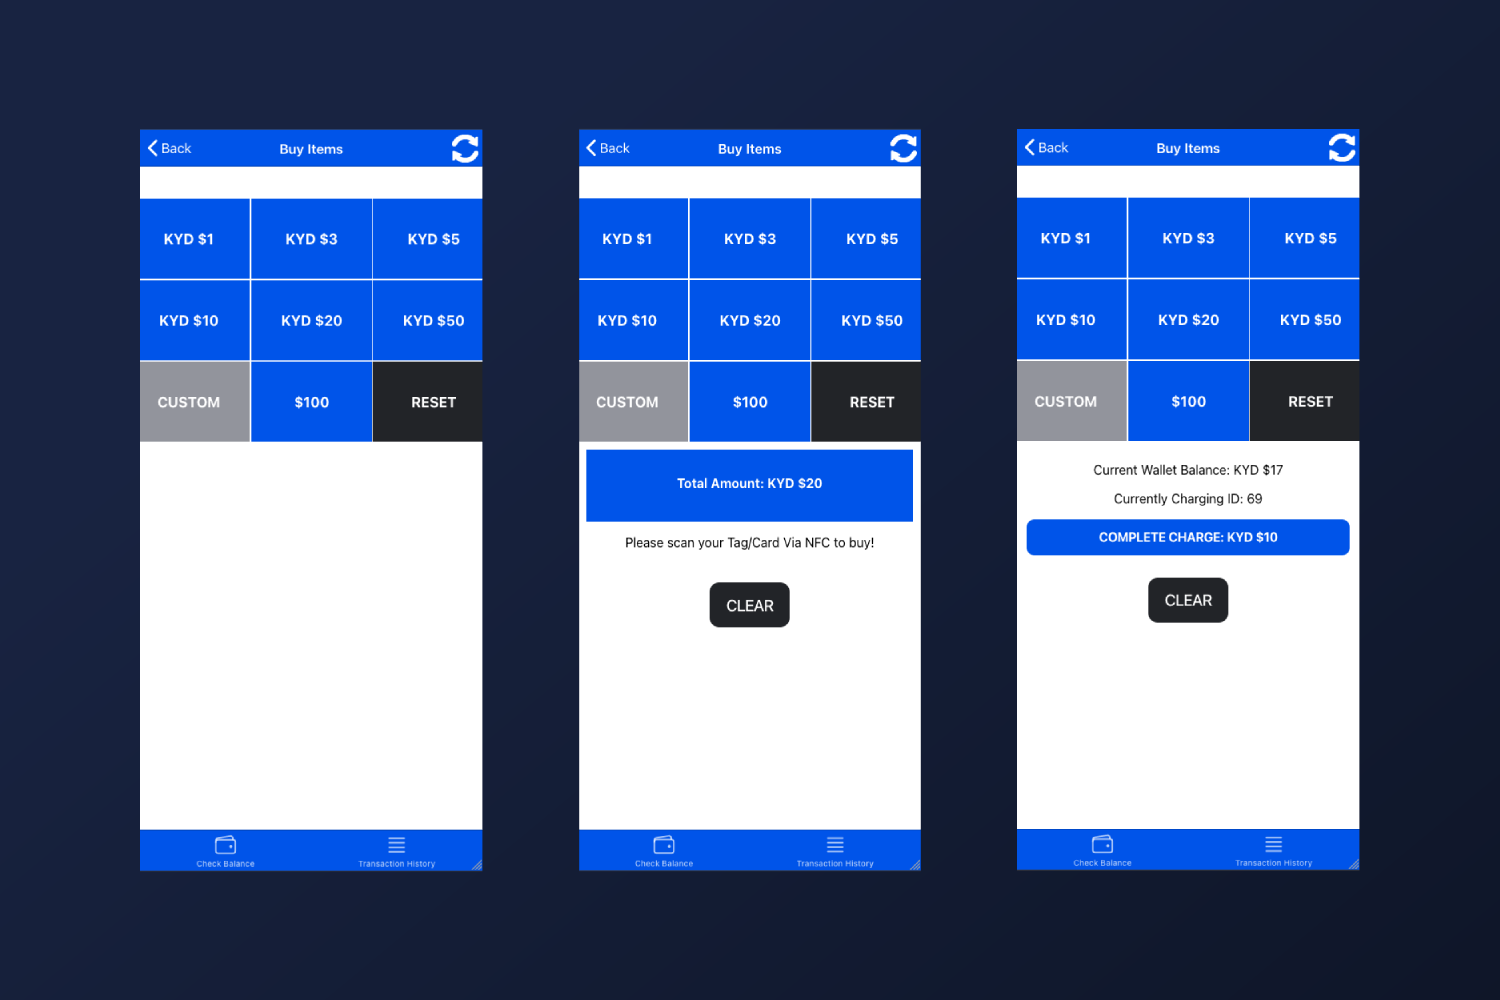 Back
Buy Items
KYD $1
KYD $3
KYD $5
KYD $10
KYD $20
KYD $50
CUSTOM
$100
RESET
Check Balance
Transaction History
Back
Buy Items
KYD $1
KYD $3
KYD $5
KYD $10
KYD $20
KYD $50
CUSTOM
$100
RESET
Total Amount: KYD $20
Please scan your Tag/Card Via NFC to buy!
CLEAR
Check Balance
Transaction History
Back
Buy Items
KYD $1
KYD $3
KYD $5
KYD $10
KYD $20
KYD $50
CUSTOM
$100
RESET
Current Wallet Balance: KYD $17
Currently Charging ID: 69
COMPLETE CHARGE: KYD $10
CLEAR
Check Balance
Transaction History